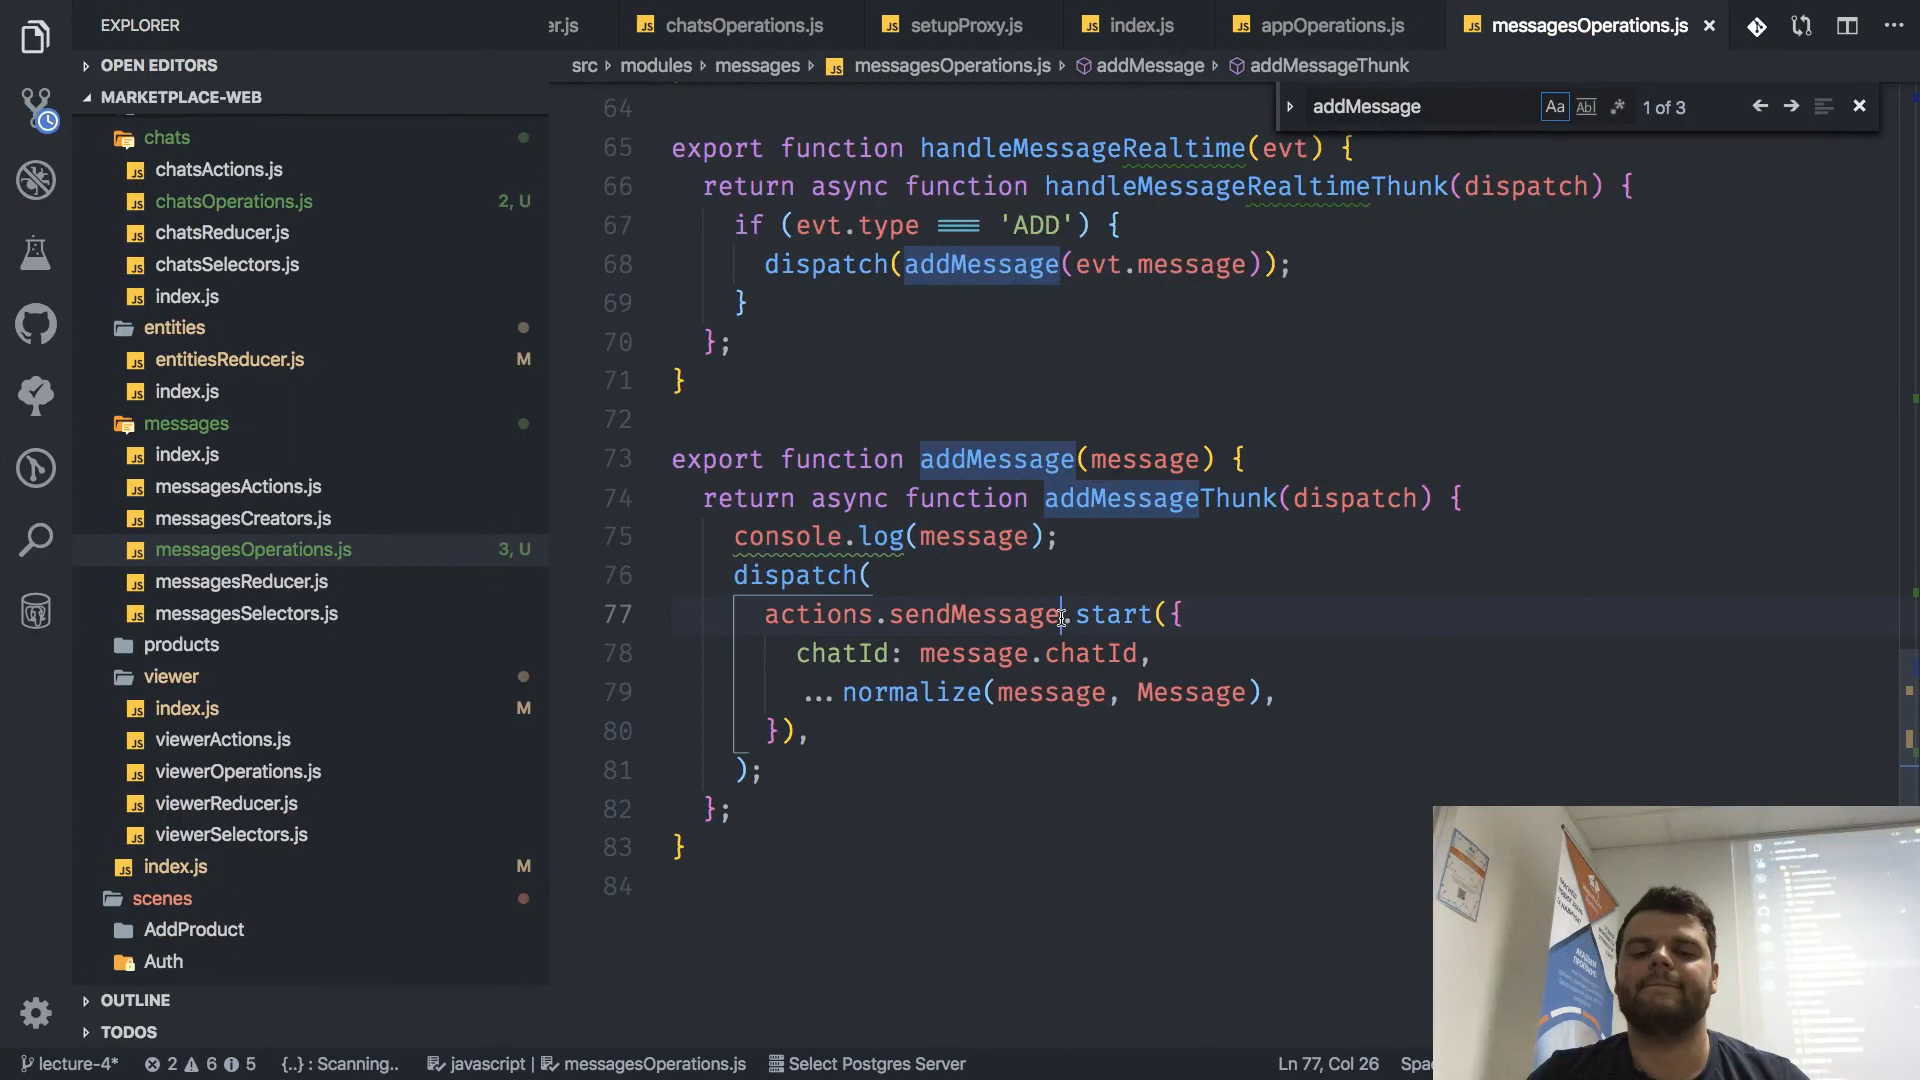 EXPLORER
er.js
chatsOperations.js
setupProxy.js
index.js
appOperations.js
messagesOperations.js
OPEN EDITORS
src › modules › messages › messagesOperations.js › addMessage › addMessageThunk
MARKETPLACE-WEB
addMessage
Aa
Abl
.*
1 of 3
chats
chatsActions.js
chatsOperations.js 2, U
chatsReducer.js
chatsSelectors.js
index.js
entities
entitiesReducer.js M
index.js
messages
index.js
messagesActions.js
messagesCreators.js
messagesOperations.js 3, U
messagesReducer.js
messagesSelectors.js
products
viewer
index.js M
viewerActions.js
viewerOperations.js
viewerReducer.js
viewerSelectors.js
index.js M
scenes
AddProduct
Auth
OUTLINE
TODOS
64
65 export function handleMessageRealtime(evt) {
66 return async function handleMessageRealtimeThunk(dispatch) {
67 if (evt.type === 'ADD') {
68 dispatch(addMessage(evt.message));
69 }
70 };
71 }
72
73 export function addMessage(message) {
74 return async function addMessageThunk(dispatch) {
75 console.log(message);
76 dispatch(
77 actions.sendMessage.start({
78 chatId: message.chatId,
79 ...normalize(message, Message),
80 }),
81 );
82 };
83 }
84
lecture-4* 2 6 5 {..} : Scanning.. javascript | messagesOperations.js Select Postgres Server Ln 77, Col 26 Spac